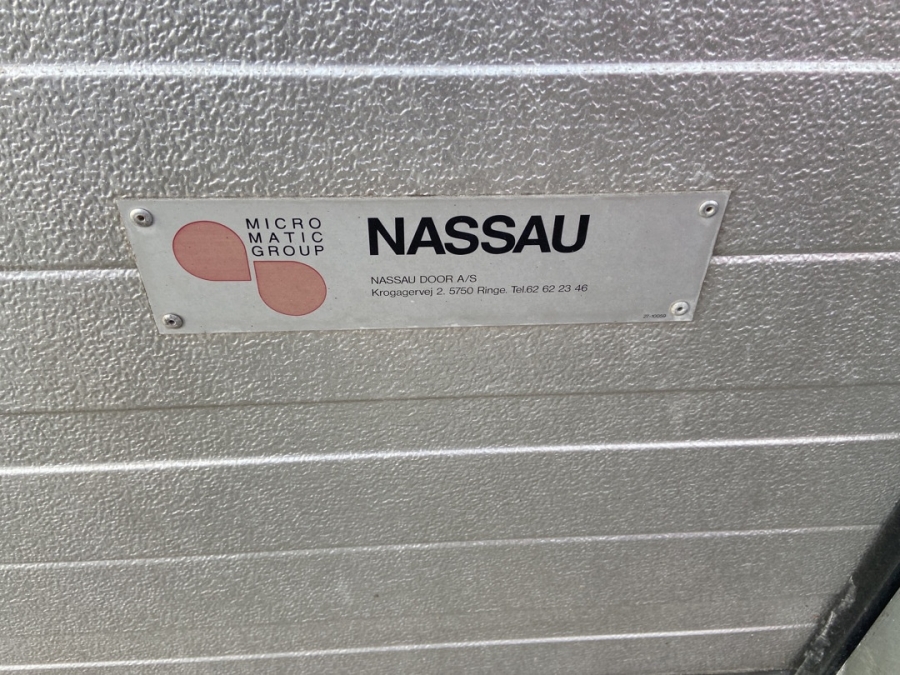 MICRO
MATIC
GROUP
NASSAU
NASSAU DOOR A/S
Krogagervej 2. 5750 Ringe. Tel.62 62 23 46